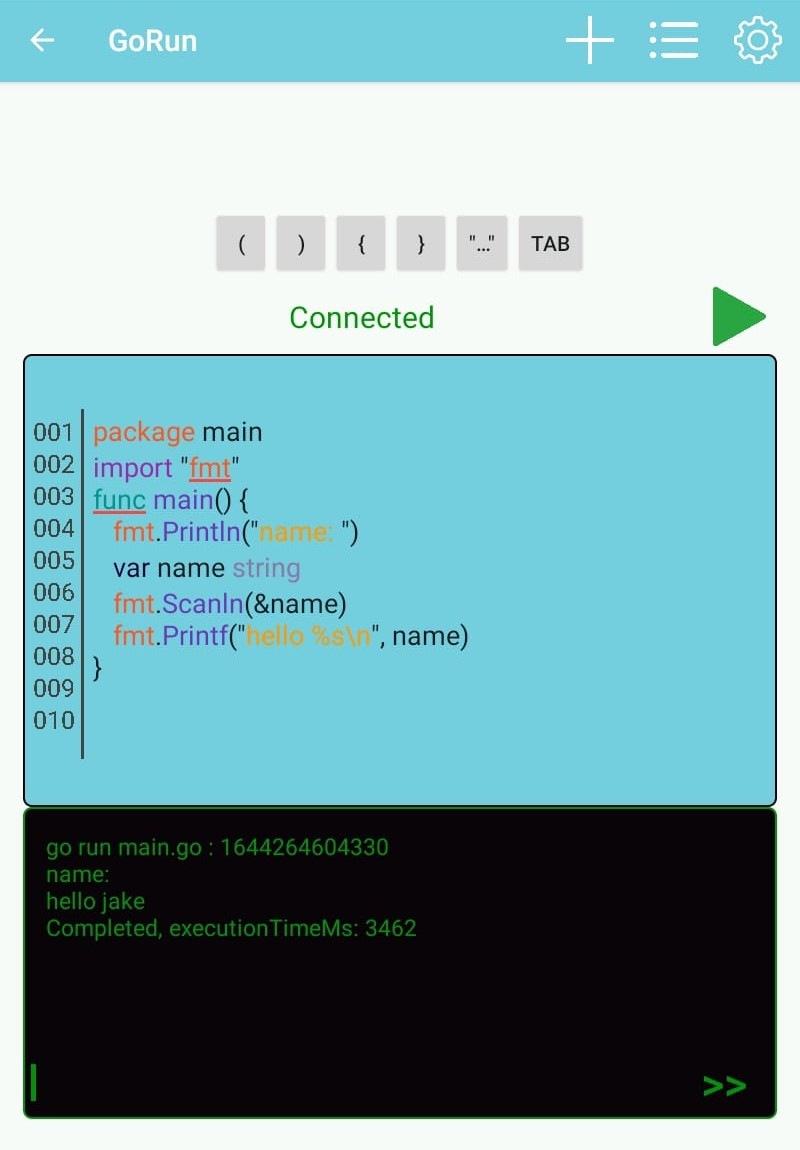 GoRun
( ) { } "..." TAB
Connected
001 package main
002 import "fmt"
003 func main() {
004 fmt.Println("name: ")
005 var name string
006 fmt.Scanln(&name)
007 fmt.Printf("hello %s\n", name)
008 }
009
010
go run main.go : 1644264604330
name:
hello jake
Completed, executionTimeMs: 3462
>>